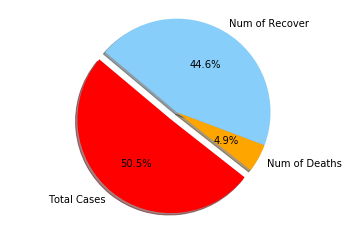 Num of Recover
44.6%
4.9%
Num of Deaths
50.5%
Total Cases